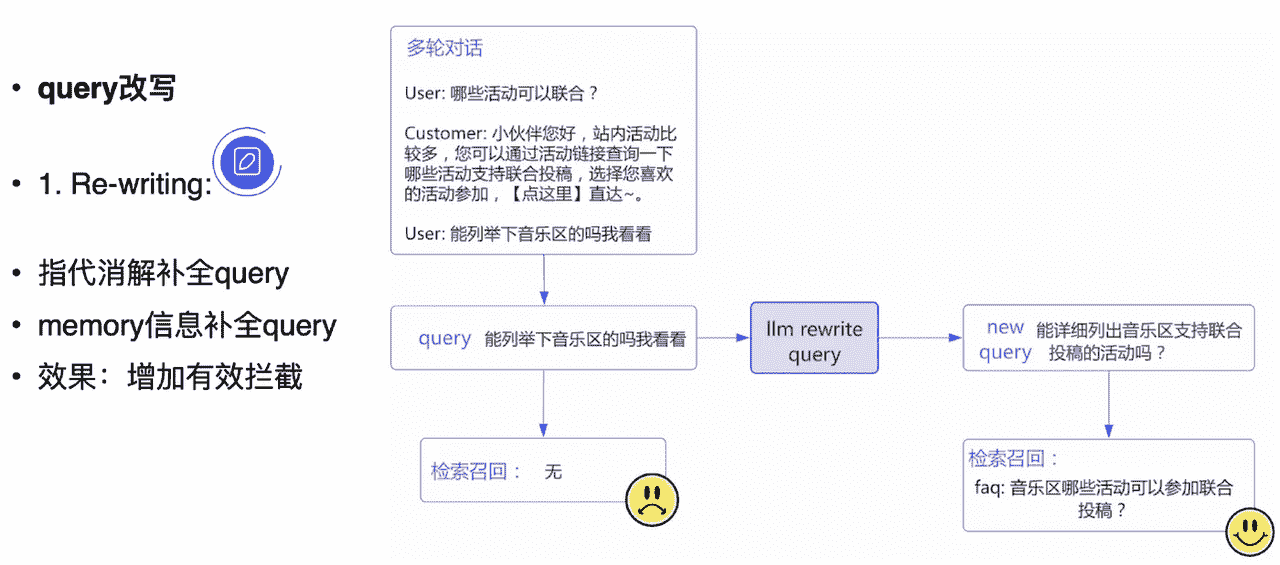 query改写
1. Re-writing:
指代消解补全query
memory信息补全query
效果：增加有效拦截
多轮对话
User: 哪些活动可以联合？
Customer: 小伙伴您好，站内活动比
较多，您可以通过活动链接查询一下
哪些活动支持联合投稿，选择您喜欢
的活动参加，【点这里】直达~。
User: 能列举下音乐区的吗我看看
query 能列举下音乐区的吗我看看
llm rewrite
query
new 能详细列出音乐区支持联合
query 投稿的活动吗？
检索召回： 无
检索召回：
faq: 音乐区哪些活动可以参加联合
投稿？